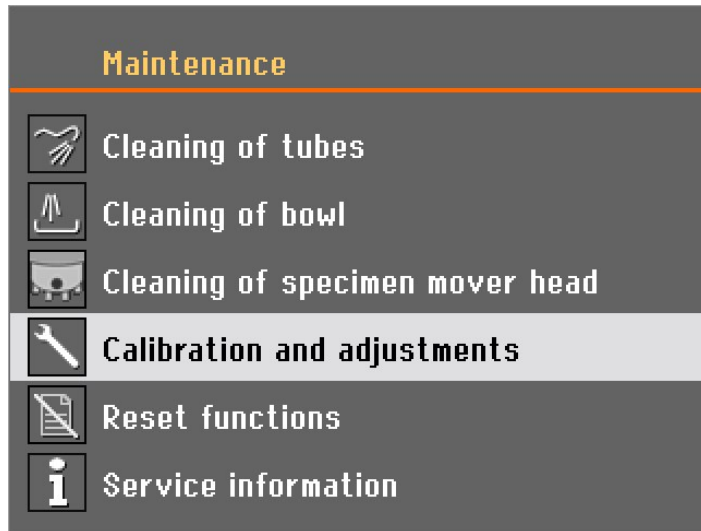 Maintenance
Cleaning of tubes
Cleaning of bowl
Cleaning of specimen mover head
Calibration and adjustments
Reset functions
Service information